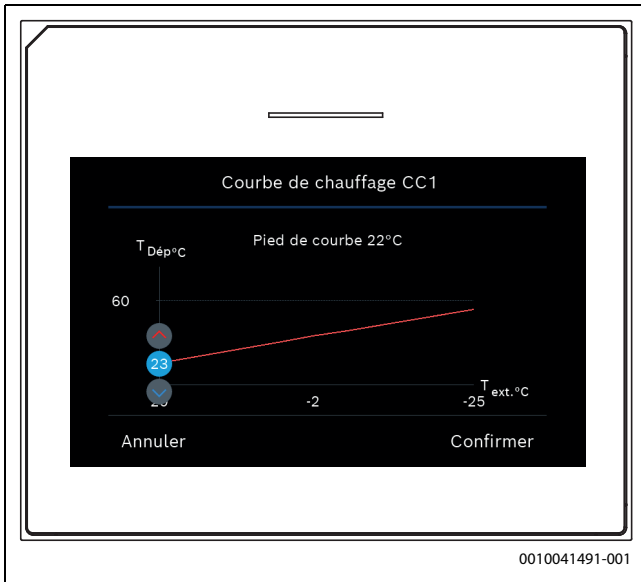 Courbe de chauffage CC1
T Dép°C
Pied de courbe 22°C
60
23
T ext.°C
-2
-25
Annuler
Confirmer
0010041491-001